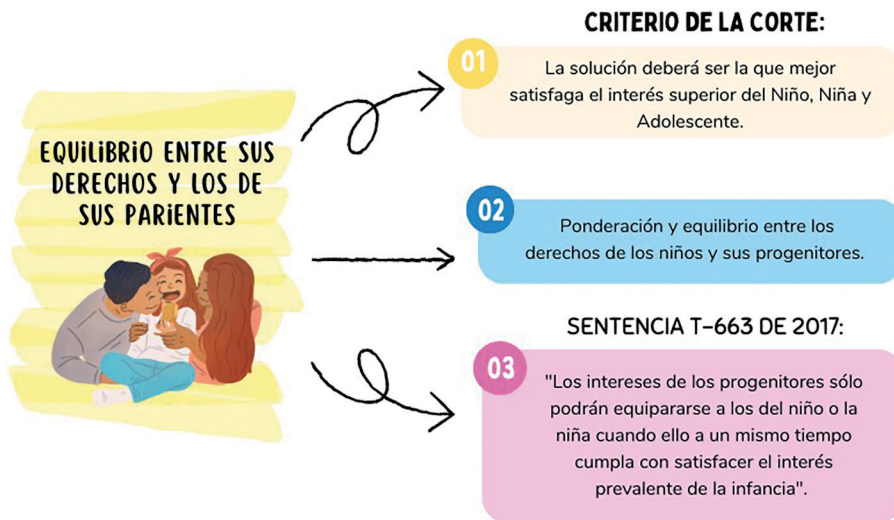 EQUILIBRIO ENTRE SUS
DERECHOS Y LOS DE
SUS PARIENTES
CRITERIO DE LA CORTE:
01
La solución deberá ser la que mejor
satisfaga el interés superior del Niño, Niña y
Adolescente.
02
Ponderación y equilibrio entre los
derechos de los niños y sus progenitores.
SENTENCIA T-663 DE 2017:
03
"Los intereses de los progenitores sólo
podrán equipararse a los del niño o la
niña cuando ello a un mismo tiempo
cumpla con satisfacer el interés
prevalente de la infancia".